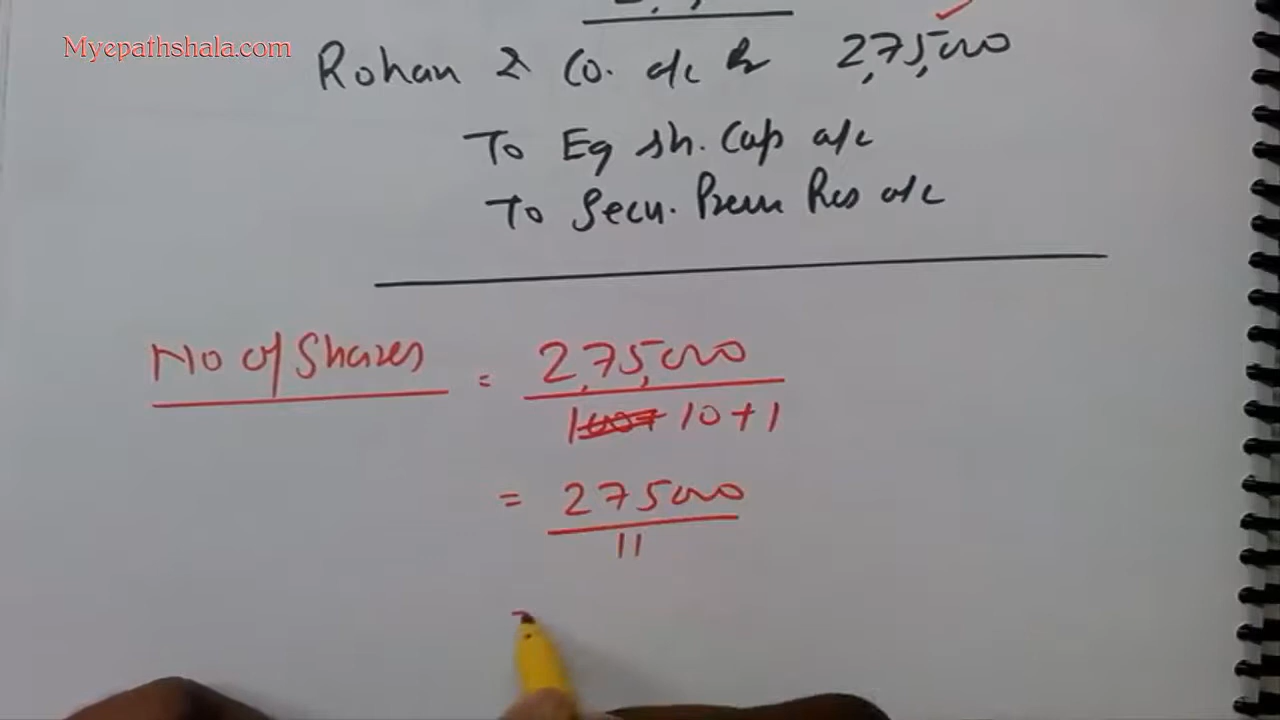 Myepathshala.com
Rohan & Co. a/c Dr 2,75,000
To Eq sh. Cap a/c
To Secu. Prem Res a/c
No of Shares = 2,75,000
10+1
= 275000
11